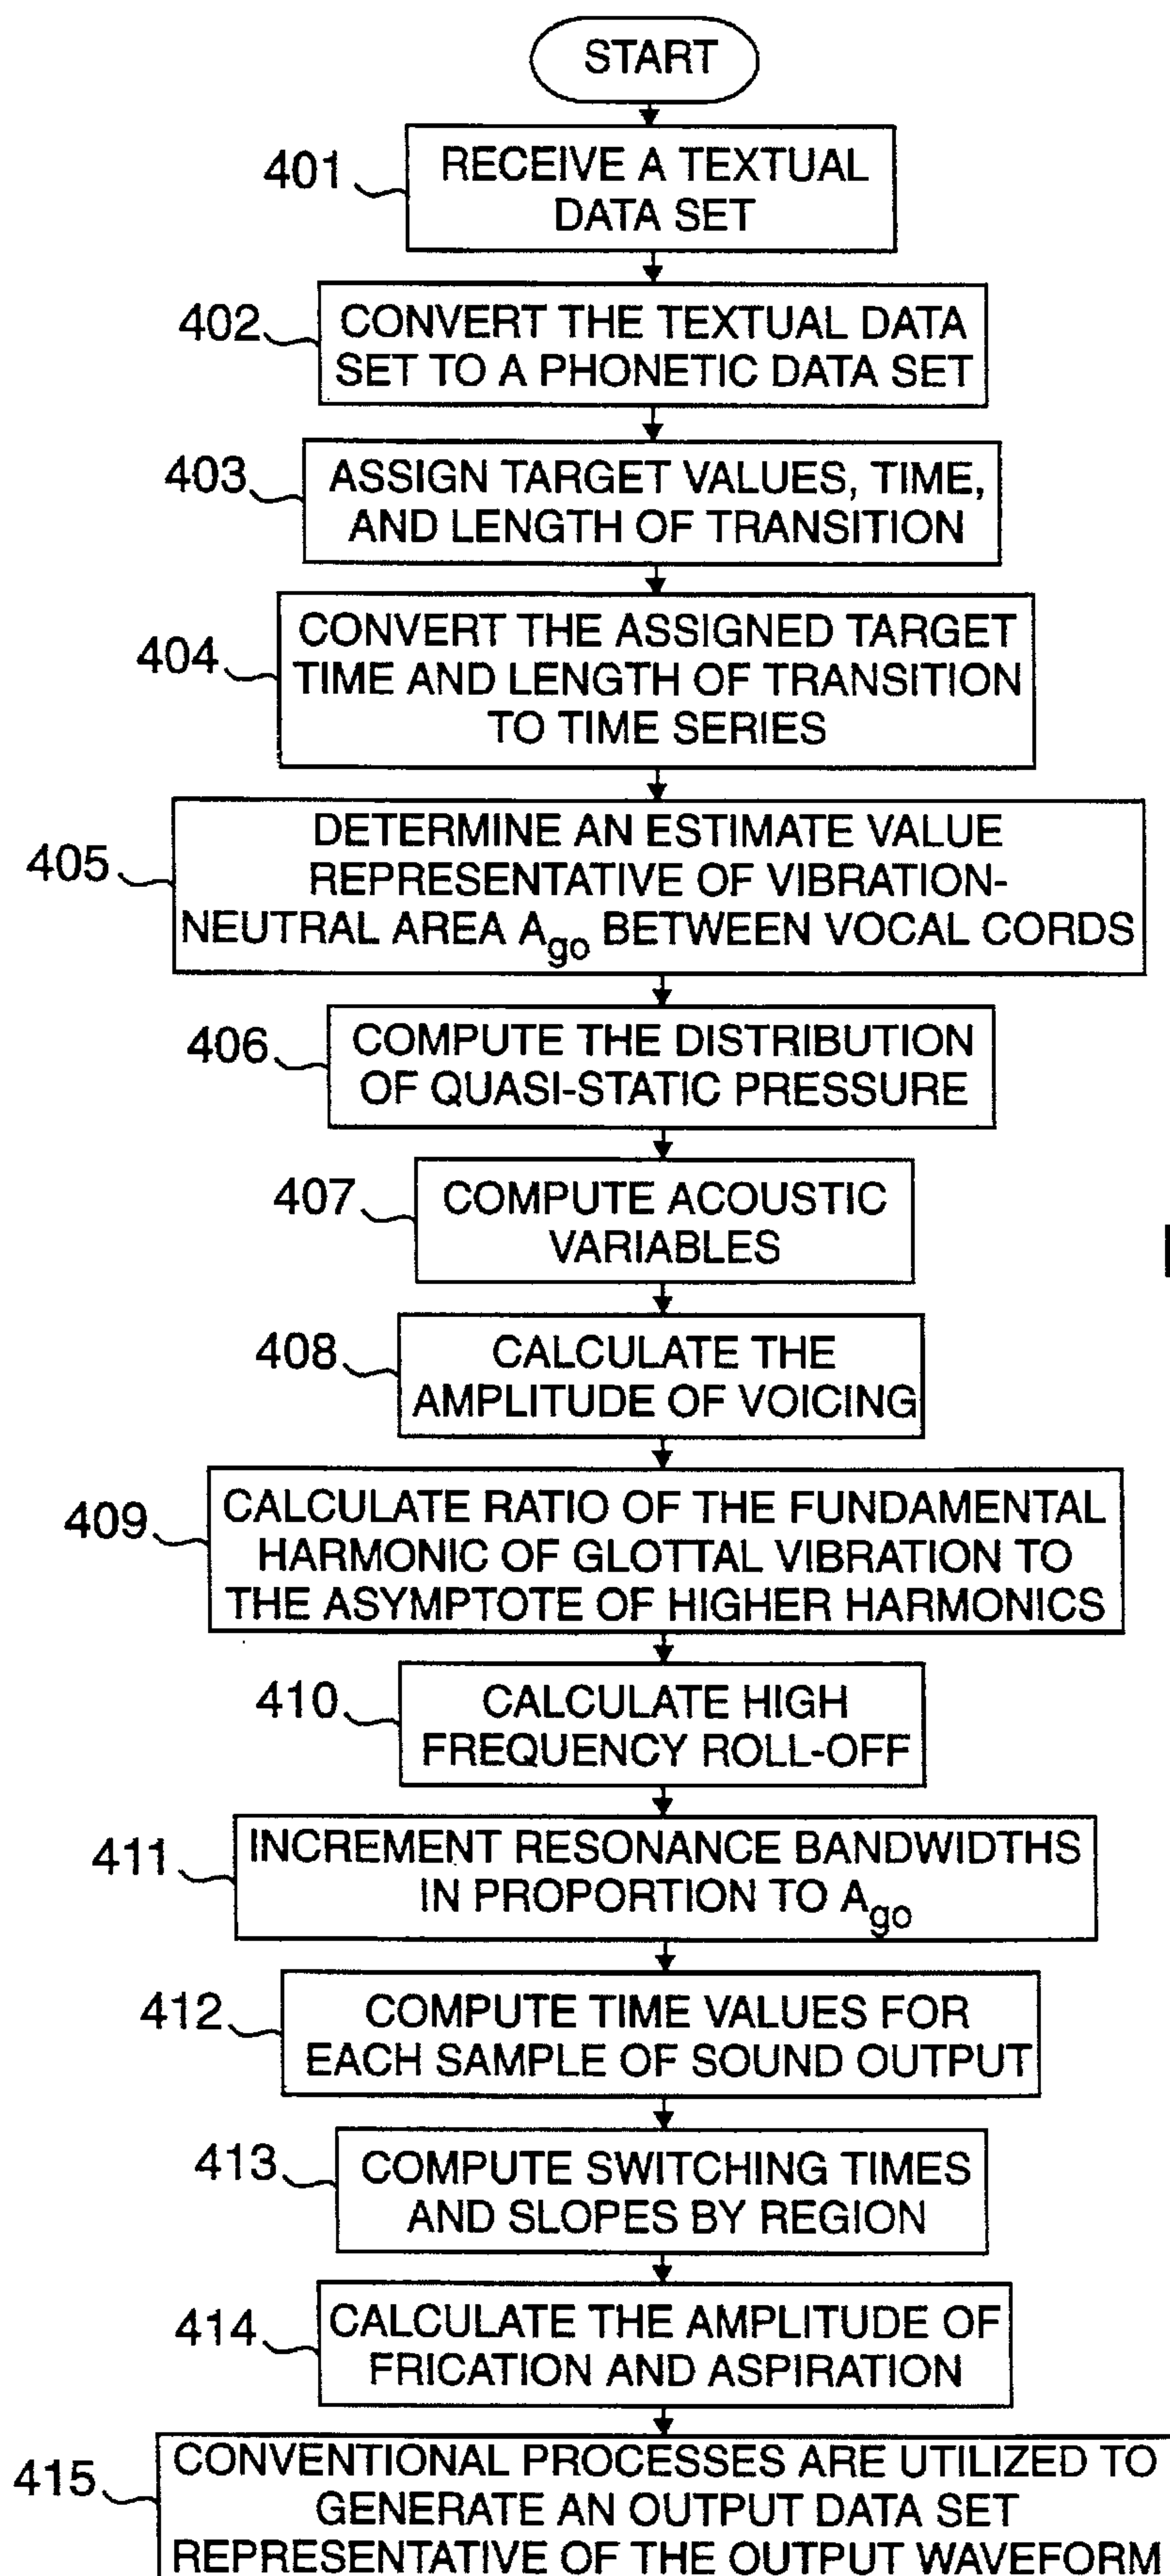 START
401
RECEIVE A TEXTUAL
DATA SET
402
CONVERT THE TEXTUAL DATA
SET TO A PHONETIC DATA SET
403
ASSIGN TARGET VALUES, TIME,
AND LENGTH OF TRANSITION
404
CONVERT THE ASSIGNED TARGET
TIME AND LENGTH OF TRANSITION
TO TIME SERIES
405
DETERMINE AN ESTIMATE VALUE
REPRESENTATIVE OF VIBRATION-
NEUTRAL AREA Ago BETWEEN VOCAL CORDS
406
COMPUTE THE DISTRIBUTION
OF QUASI-STATIC PRESSURE
407
COMPUTE ACOUSTIC
VARIABLES
408
CALCULATE THE
AMPLITUDE OF VOICING
409
CALCULATE RATIO OF THE FUNDAMENTAL
HARMONIC OF GLOTTAL VIBRATION TO
THE ASYMPTOTE OF HIGHER HARMONICS
410
CALCULATE HIGH
FREQUENCY ROLL-OFF
411
INCREMENT RESONANCE BANDWIDTHS
IN PROPORTION TO Ago
412
COMPUTE TIME VALUES FOR
EACH SAMPLE OF SOUND OUTPUT
413
COMPUTE SWITCHING TIMES
AND SLOPES BY REGION
414
CALCULATE THE AMPLITUDE OF
FRICATION AND ASPIRATION
415
CONVENTIONAL PROCESSES ARE UTILIZED TO
GENERATE AN OUTPUT DATA SET
REPRESENTATIVE OF THE OUTPUT WAVEFORM